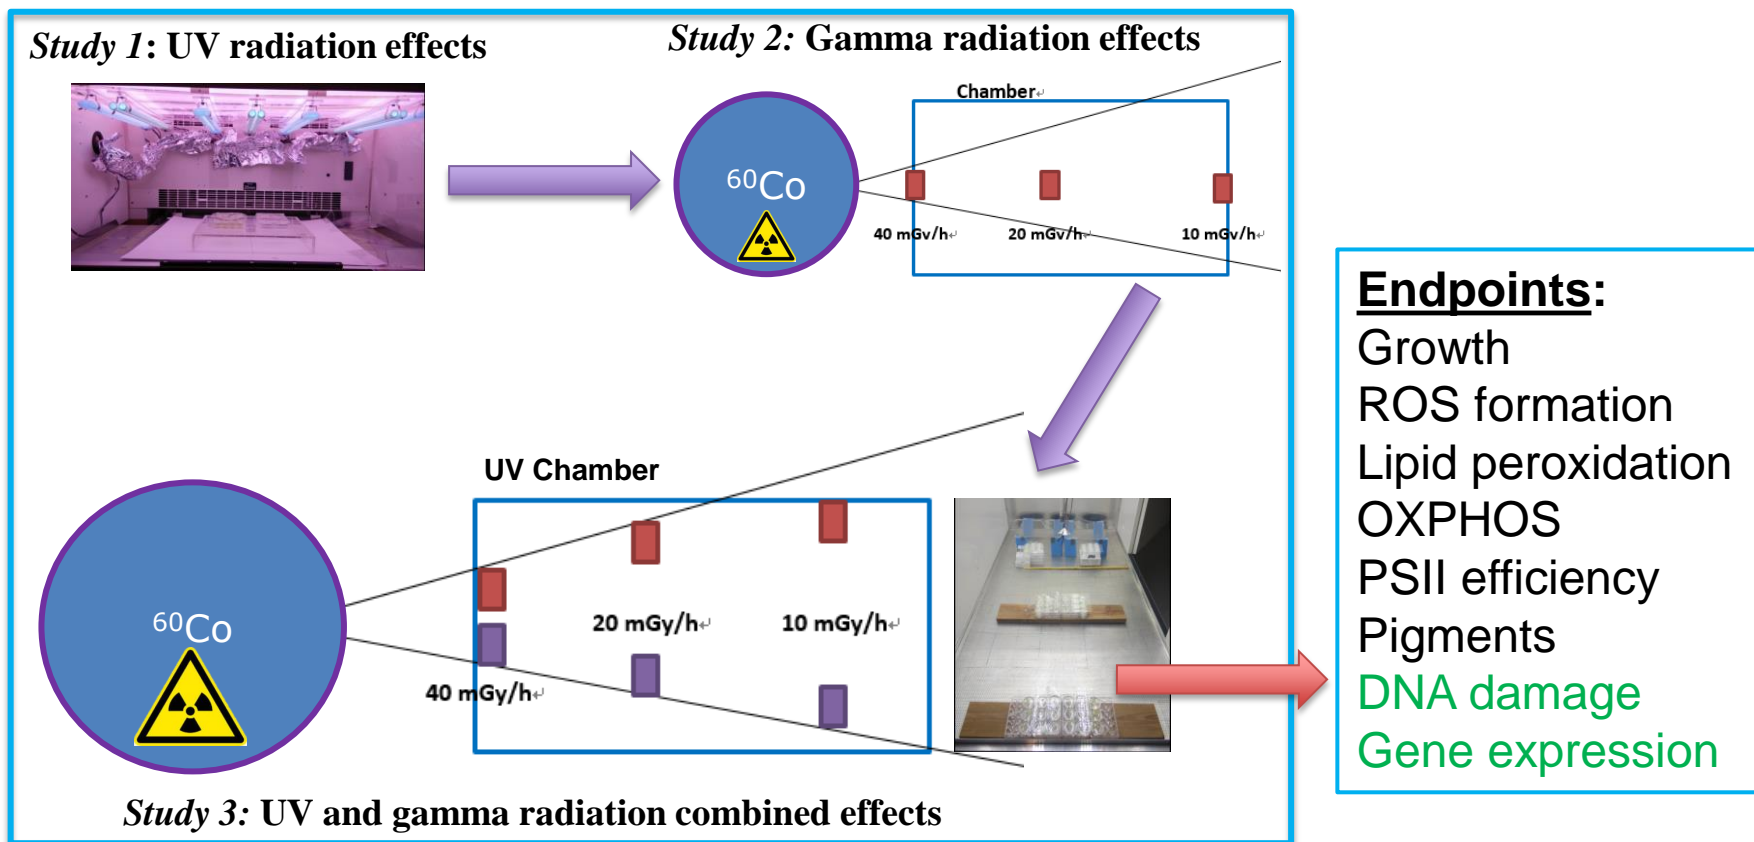 Study 1: UV radiation effects
Study 2: Gamma radiation effects
Chamber
60Co
40 mGy/h
20 mGy/h
10 mGy/h
UV Chamber
60Co
20 mGy/h
10 mGy/h
40 mGy/h
Study 3: UV and gamma radiation combined effects
Endpoints:
Growth
ROS formation
Lipid peroxidation
OXPHOS
PSII efficiency
Pigments
DNA damage
Gene expression